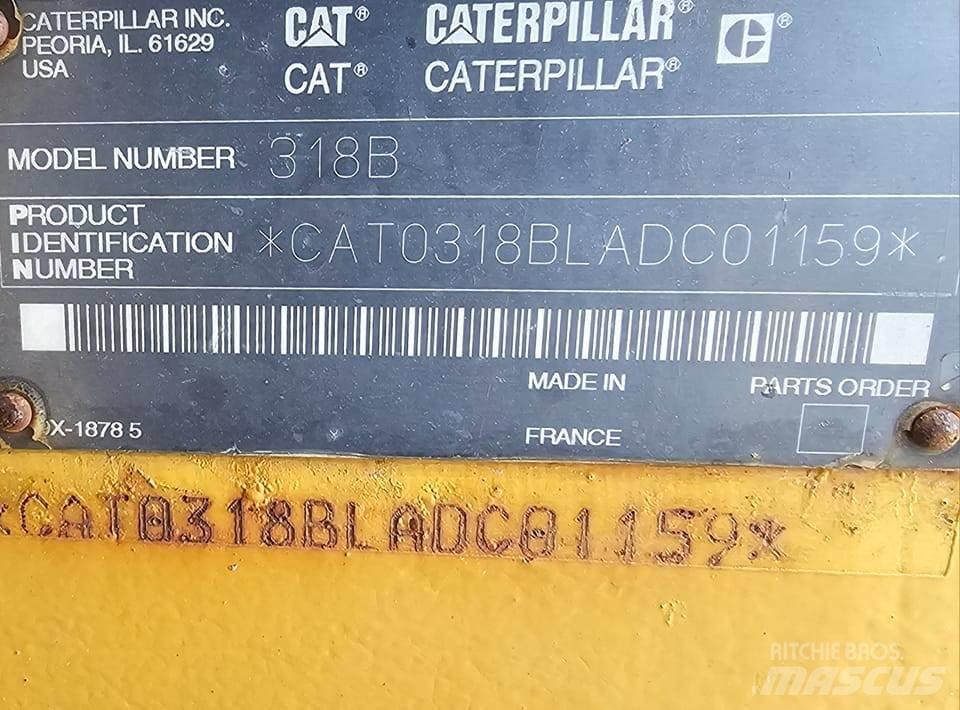 CATERPILLAR INC.
PEORIA, IL. 61629
USA
CAT® CATERPILLAR® C®
CAT® CATERPILLAR®
MODEL NUMBER 318B
PRODUCT
IDENTIFICATION
NUMBER
*CAT0318BLADC01159*
MADE IN
FRANCE
PARTS ORDER
9X-1878 5
*CAT0318BLADC01159*
RITCHIE BROS.
MASCUS